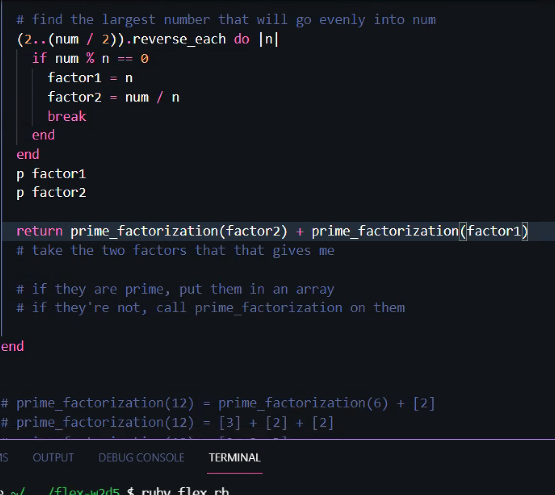 # find the largest number that will go evenly into num
(2..(num / 2)).reverse_each do |n|
if num % n == 0
factor1 = n
factor2 = num / n
break
end
end
p factor1
p factor2
return prime_factorization(factor2) + prime_factorization(factor1)
# take the two factors that that gives me
# if they are prime, put them in an array
# if they're not, call prime_factorization on them
end
# prime_factorization(12) = prime_factorization(6) + [2]
# prime_factorization(12) = [3] + [2] + [2]
OUTPUT DEBUG CONSOLE TERMINAL
/flex-w2d5 $ ruby flex.rb